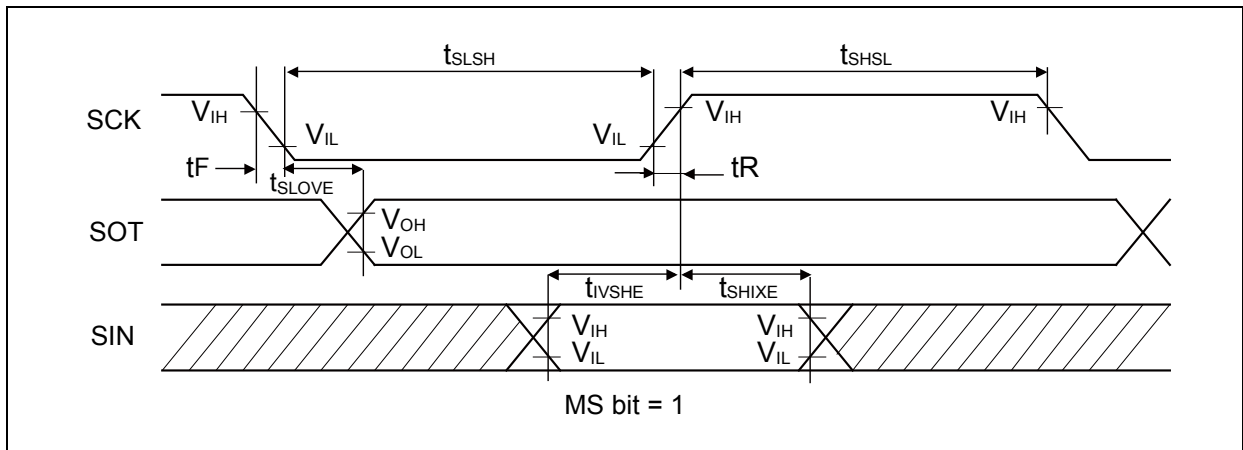 tSLSH tSHSL
SCK VIH VIL VIL VIH VIH
tF tSLOVE tR
SOT VOH
VOL
tIVSHE tSHIXE
SIN VIH VIH
VIL VIL
MS bit = 1